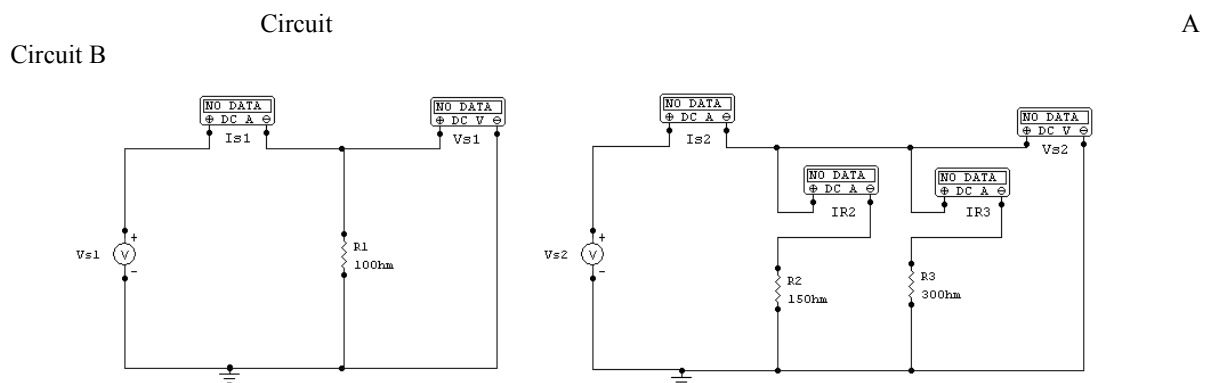 Circuit A
Circuit B
NO DATA
⊕ DC A ⊖
Is1
NO DATA
⊕ DC V ⊖
Vs1
Vs1
+
V
-
R1
10Ohm
NO DATA
⊕ DC A ⊖
Is2
NO DATA
⊕ DC V ⊖
Vs2
NO DATA
⊕ DC A ⊖
IR2
NO DATA
⊕ DC A ⊖
IR3
Vs2
+
V
-
R2
15Ohm
R3
30Ohm